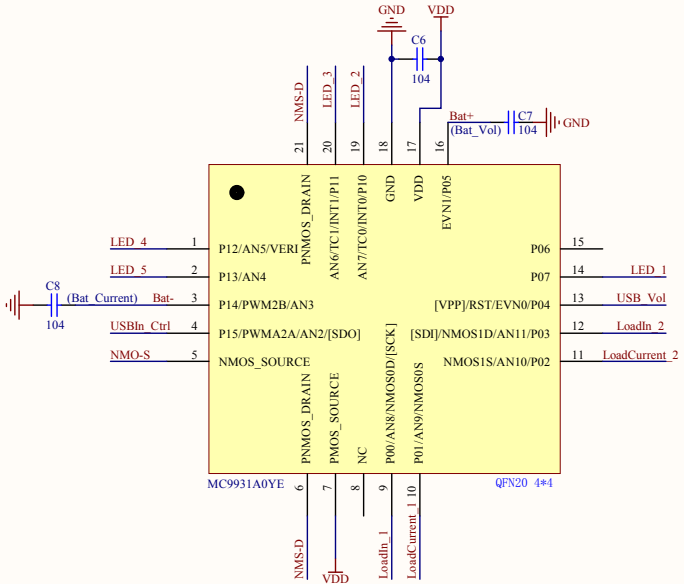 GND
VDD
C6
104
NMS-D
LED_3
LED_2
Bat+
(Bat_Vol)
C7
104
GND
21
20
19
18
17
16
PNMOS_DRAIN
AN6/TC1/INT1/P11
AN7/TC0/INT0/P10
GND
VDD
EVN1/P05
LED_4
1
P12/AN5/VERI
P06
15
LED_5
2
P13/AN4
P07
14
LED_1
C8
104
(Bat_Current)
Bat-
3
P14/PWM2B/AN3
[VPP]/RST/EVN0/P04
13
USB_Vol
USBIn_Ctrl
4
P15/PWMA2A/AN2/[SDO]
[SDI]/NMOS1D/AN11/P03
12
LoadIn_2
NMO-S
5
NMOS_SOURCE
NMOS1S/AN10/P02
11
LoadCurrent_2
PNMOS_DRAIN
PMOS_SOURCE
NC
P00/AN8/NMOS0D/[SCK]
P01/AN9/NMOS0S
MC9931A0YE
QFN20 4*4
6
7
8
9
10
NMS-D
VDD
LoadIn_1
LoadCurrent_1